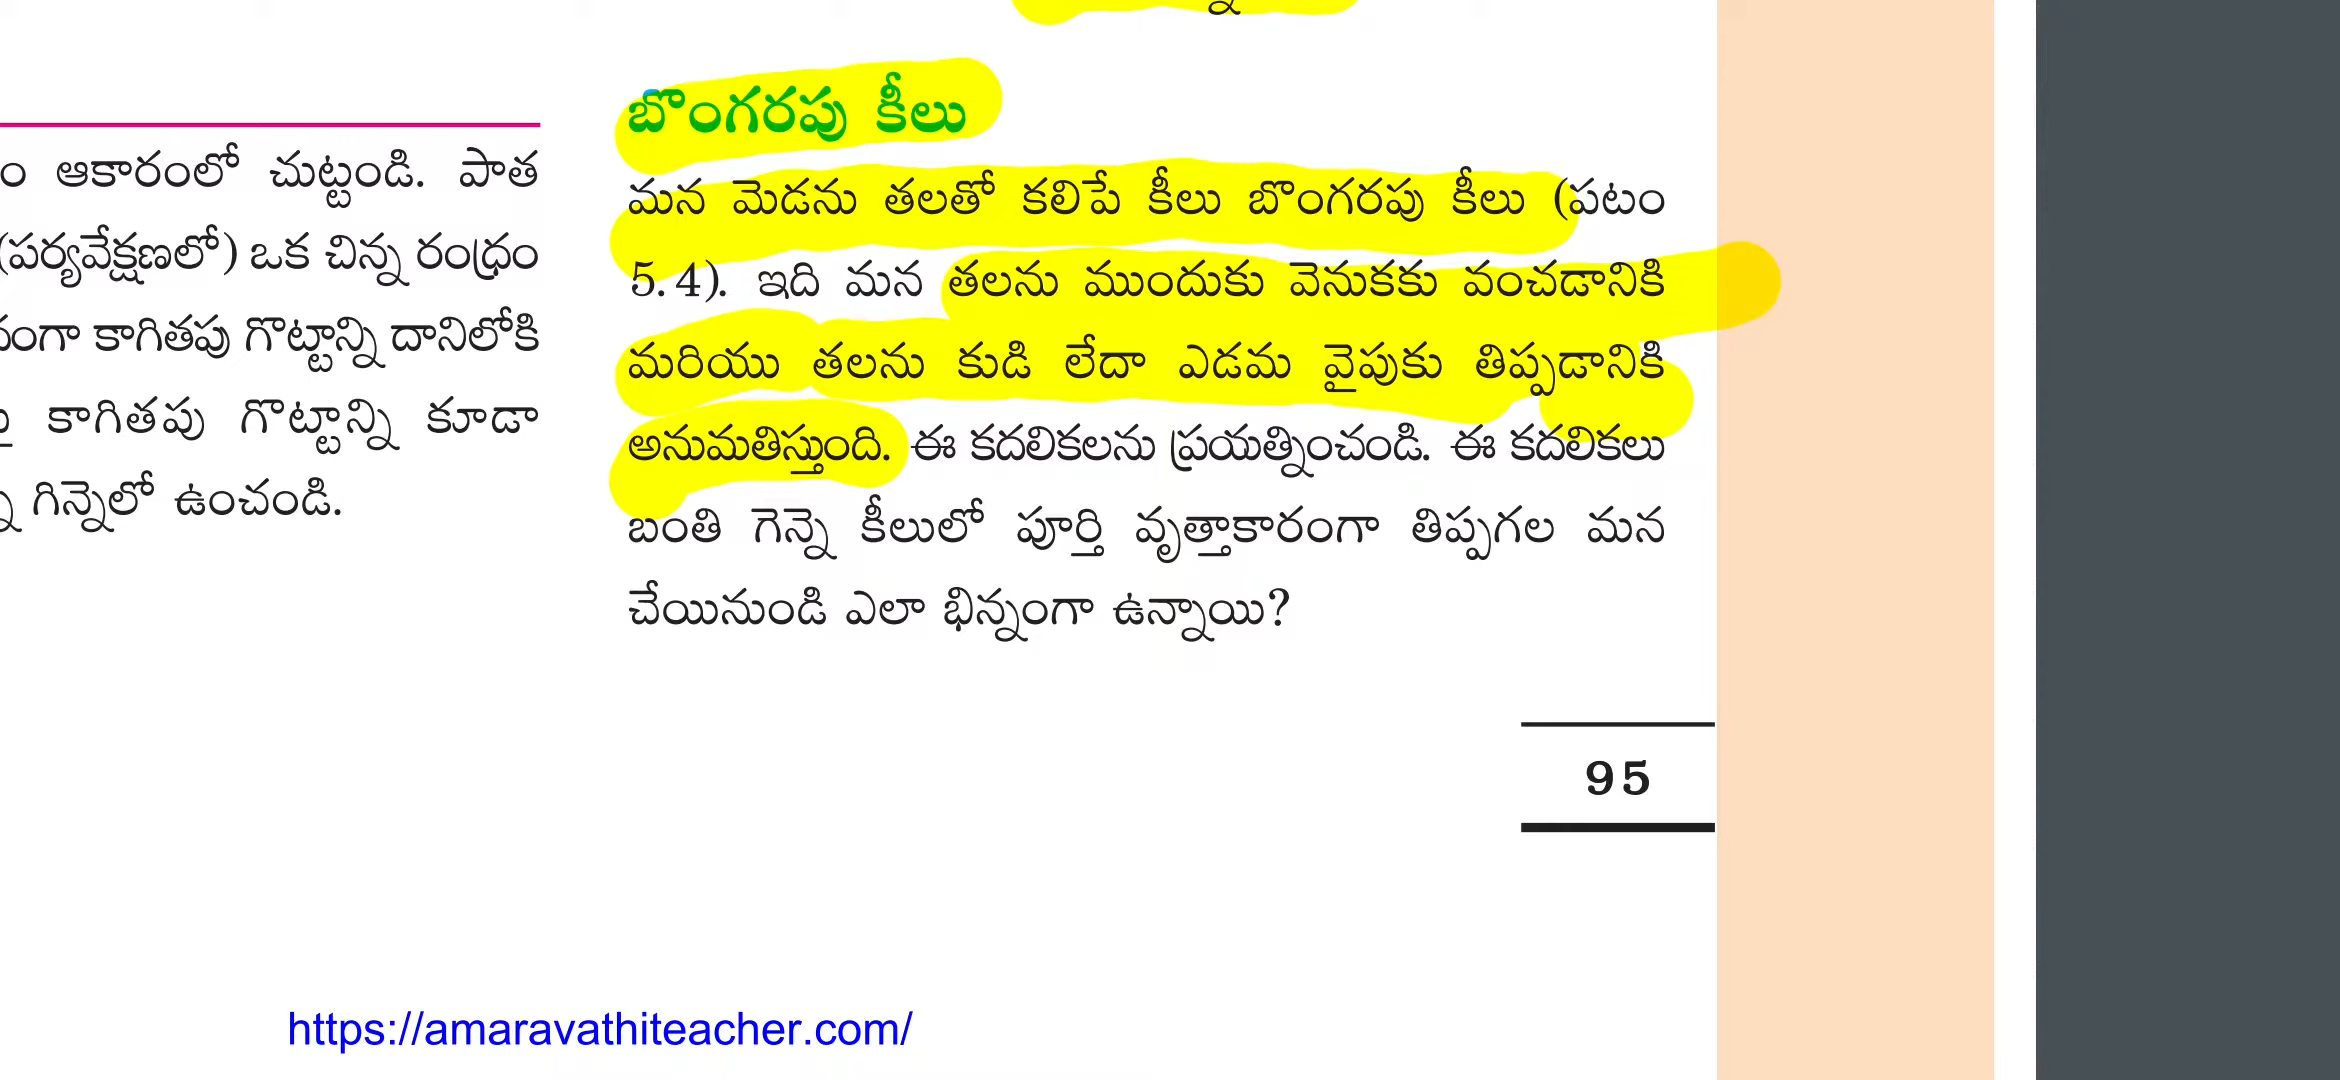 ం ఆకారంలో చుట్టండి. పాత
(పర్యవేక్షణలో) ఒక చిన్న రంధ్రం
కాగితపు గొట్టాన్ని దానిలోకి
కాగితపు గొట్టాన్ని కూడా
గిన్నెలో ఉంచండి.
బొంగరపు కీలు
మన మెడను తలతో కలిపే కీలు బొంగరపు కీలు (పటం
5.4). ఇది మన తలను ముందుకు వెనుకకు వంచడానికి
మరియు తలను కుడి లేదా ఎడమ వైపుకు తిప్పడానికి
అనుమతిస్తుంది. ఈ కదలికలను ప్రయత్నించండి. ఈ కదలికలు
బంతి గెన్నె కీలులో పూర్తి వృత్తాకారంగా తిప్పగల మన
చేయినుండి ఎలా భిన్నంగా ఉన్నాయి?
95
https://amaravathiteacher.com/